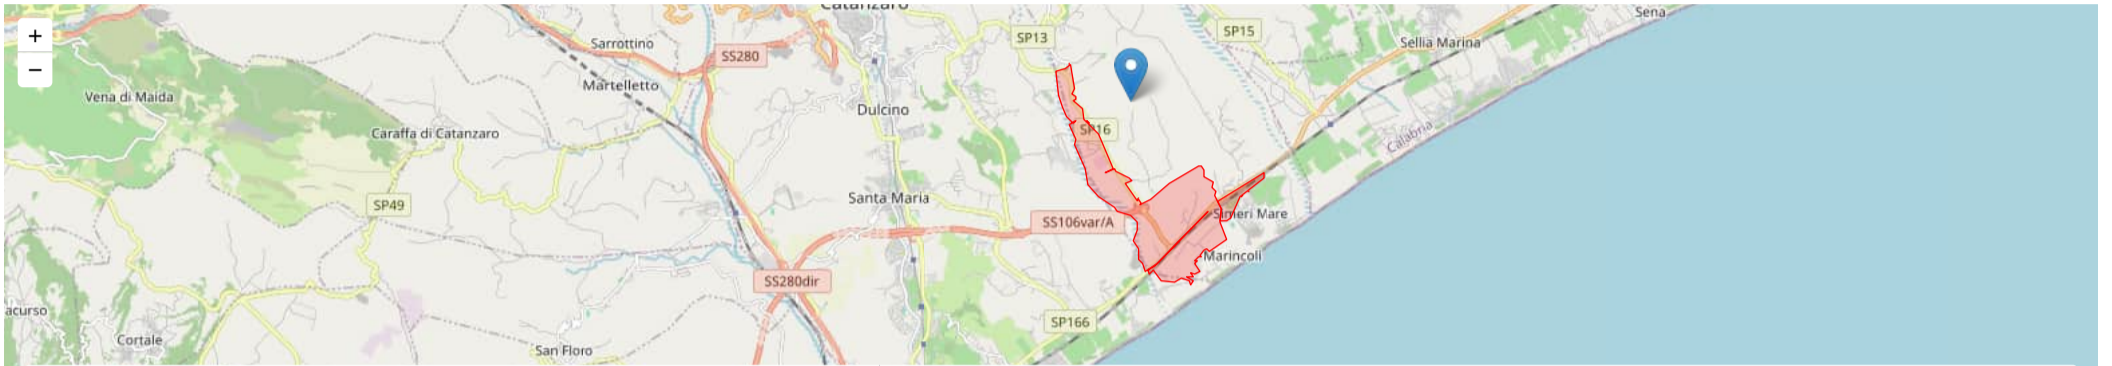 Catanzaro
Sena
+
SP13
SP15
Sarrottino
Sellia Marina
SS280
−
Martelletto
Vena di Maida
Dulcino
SP16
Caraffa di Catanzaro
Calabria
Santa Maria
SP49
Simeri Mare
SS106var/A
Marincoli
SS280dir
acurso
SP166
Cortale
San Floro